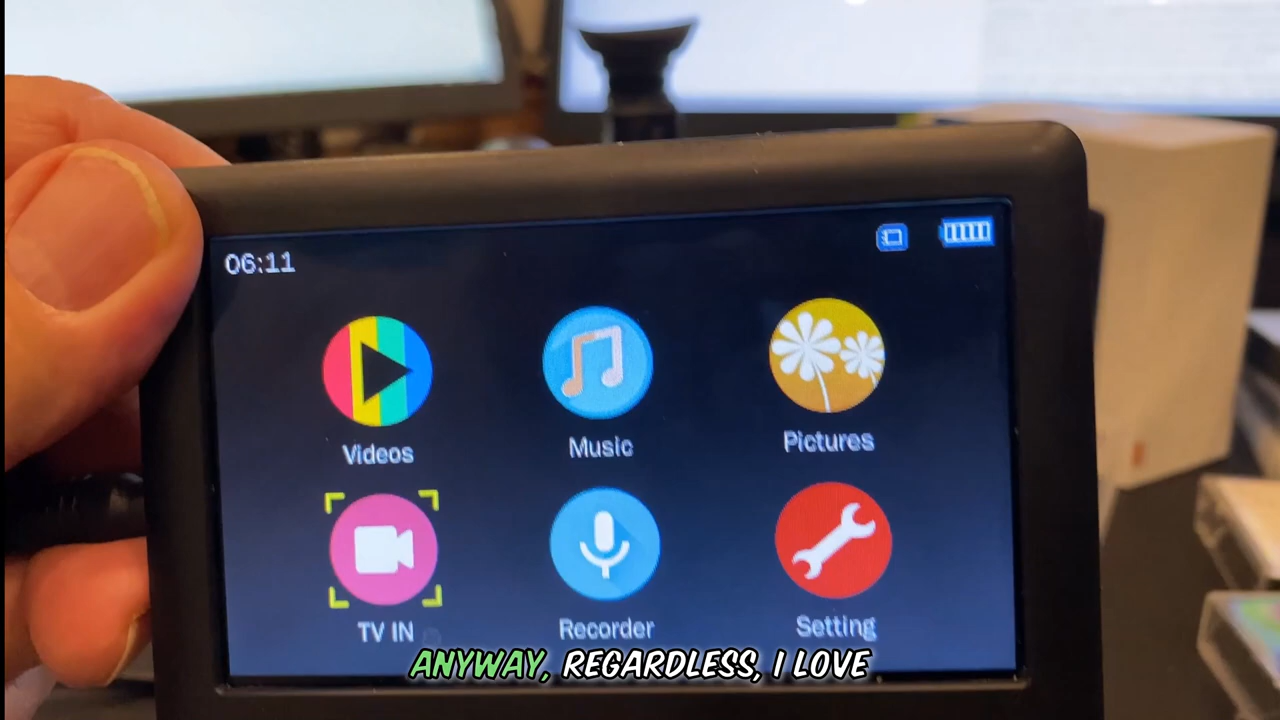 06:11
Videos
Music
Pictures
TV IN
Recorder
Setting
ANYWAY, REGARDLESS, I LOVE